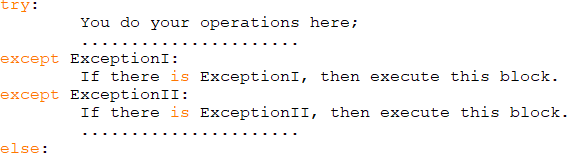 try:
You do your operations here;
......................
except ExceptionI:
If there is ExceptionI, then execute this block.
except ExceptionII:
If there is ExceptionII, then execute this block.
......................
else: